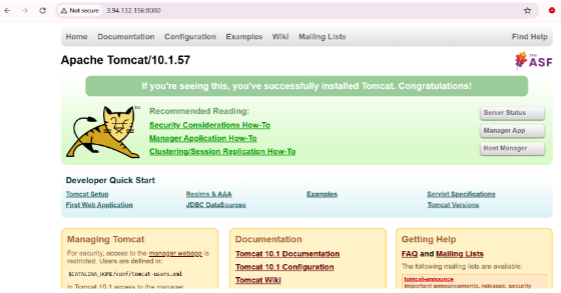 Not secure 3.94.132.156:8080
Home Documentation Configuration Examples Wiki Mailing Lists Find Help
Apache Tomcat/10.1.57
THE
ASF
If you're seeing this, you've successfully installed Tomcat. Congratulations!
TM
Recommended Reading:
Security Considerations How-To
Manager Application How-To
Clustering/Session Replication How-To
Server Status
Manager App
Host Manager
Developer Quick Start
Tomcat Setup
First Web Application
Realms & AAA
JDBC DataSources
Examples
Servlet Specifications
Tomcat Versions
Managing Tomcat
For security, access to the manager webapp is
restricted. Users are defined in:
$CATALINA_HOME/conf/tomcat-users.xml
In Tomcat 10.1 access to the manager
Documentation
Tomcat 10.1 Documentation
Tomcat 10.1 Configuration
Tomcat Wiki
Getting Help
FAQ and Mailing Lists
The following mailing lists are available:
tomcat-announce
Important announcements, releases, security